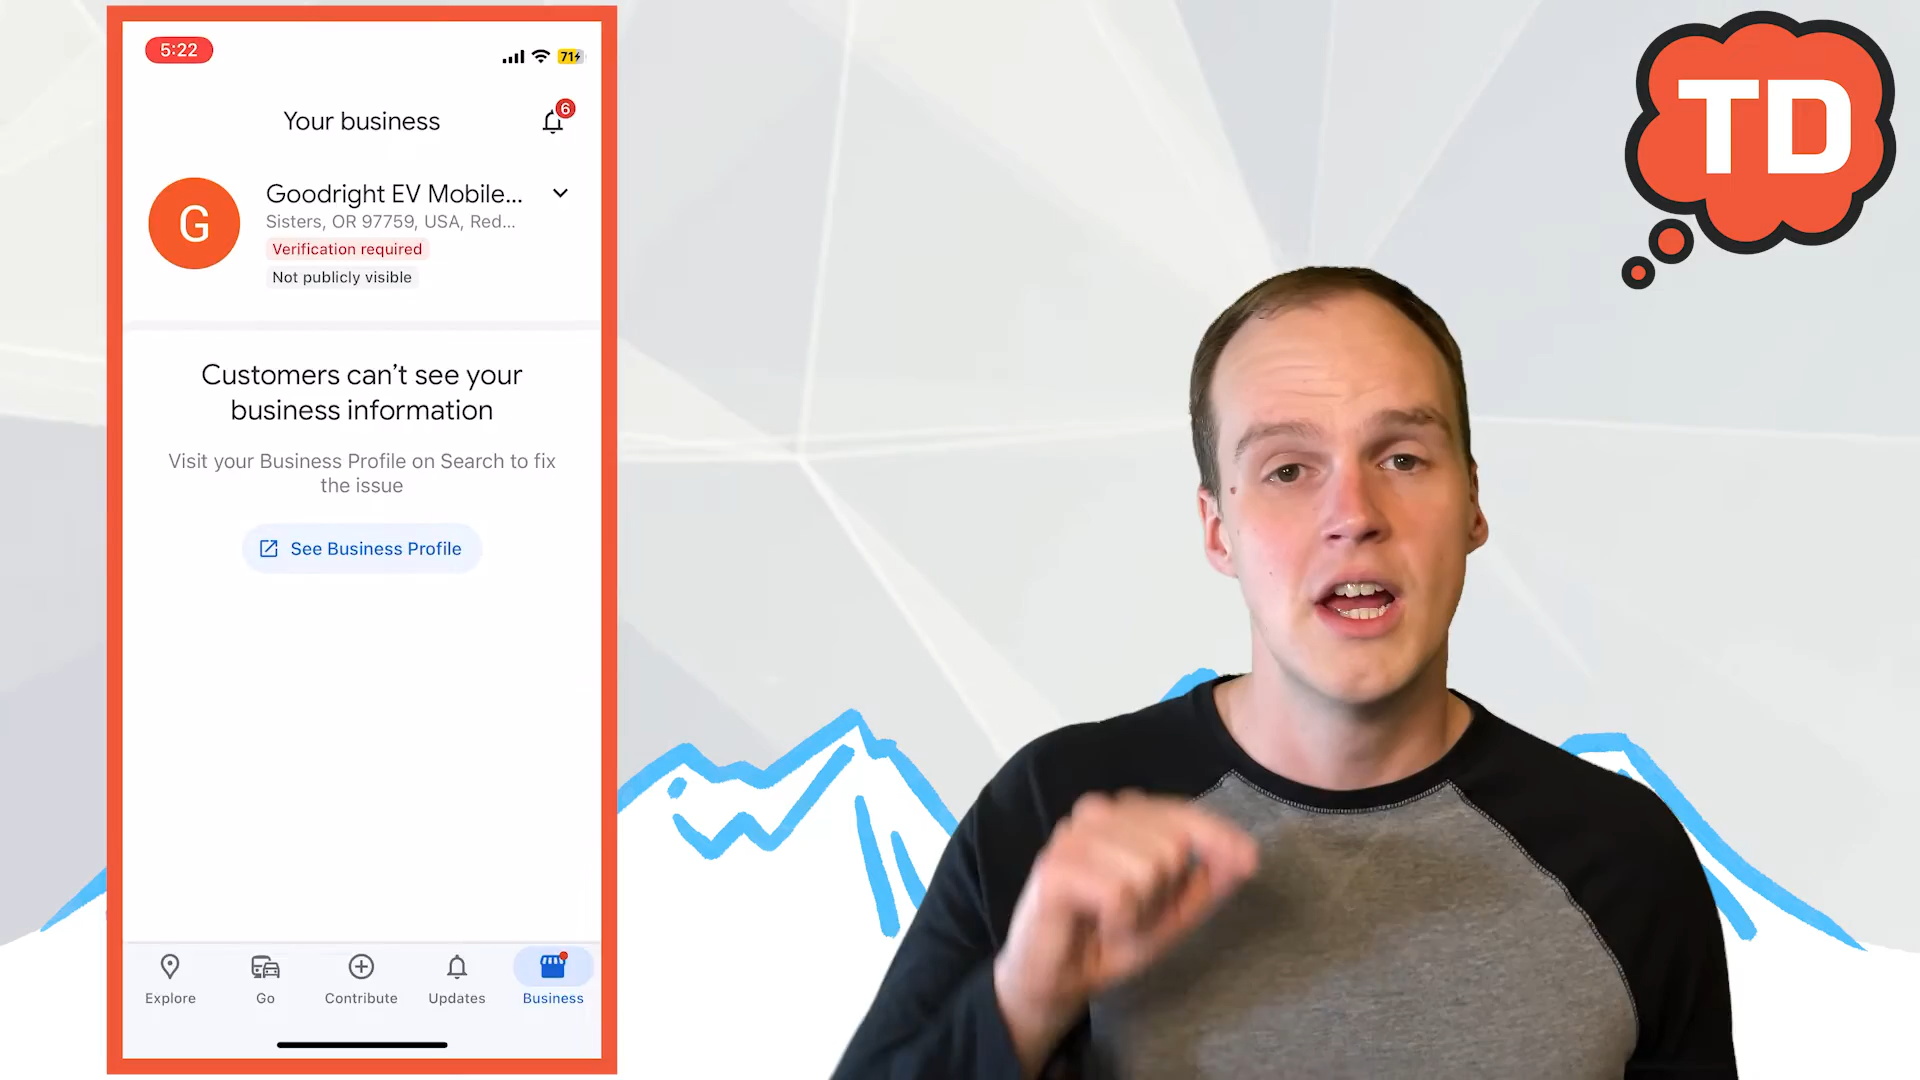 5:22
71
Your business
6
G
Goodright EV Mobile...
Sisters, OR 97759, USA, Red...
Verification required
Not publicly visible
Customers can’t see your
business information
Visit your Business Profile on Search to fix
the issue
See Business Profile
Explore
Go
Contribute
Updates
Business
TD